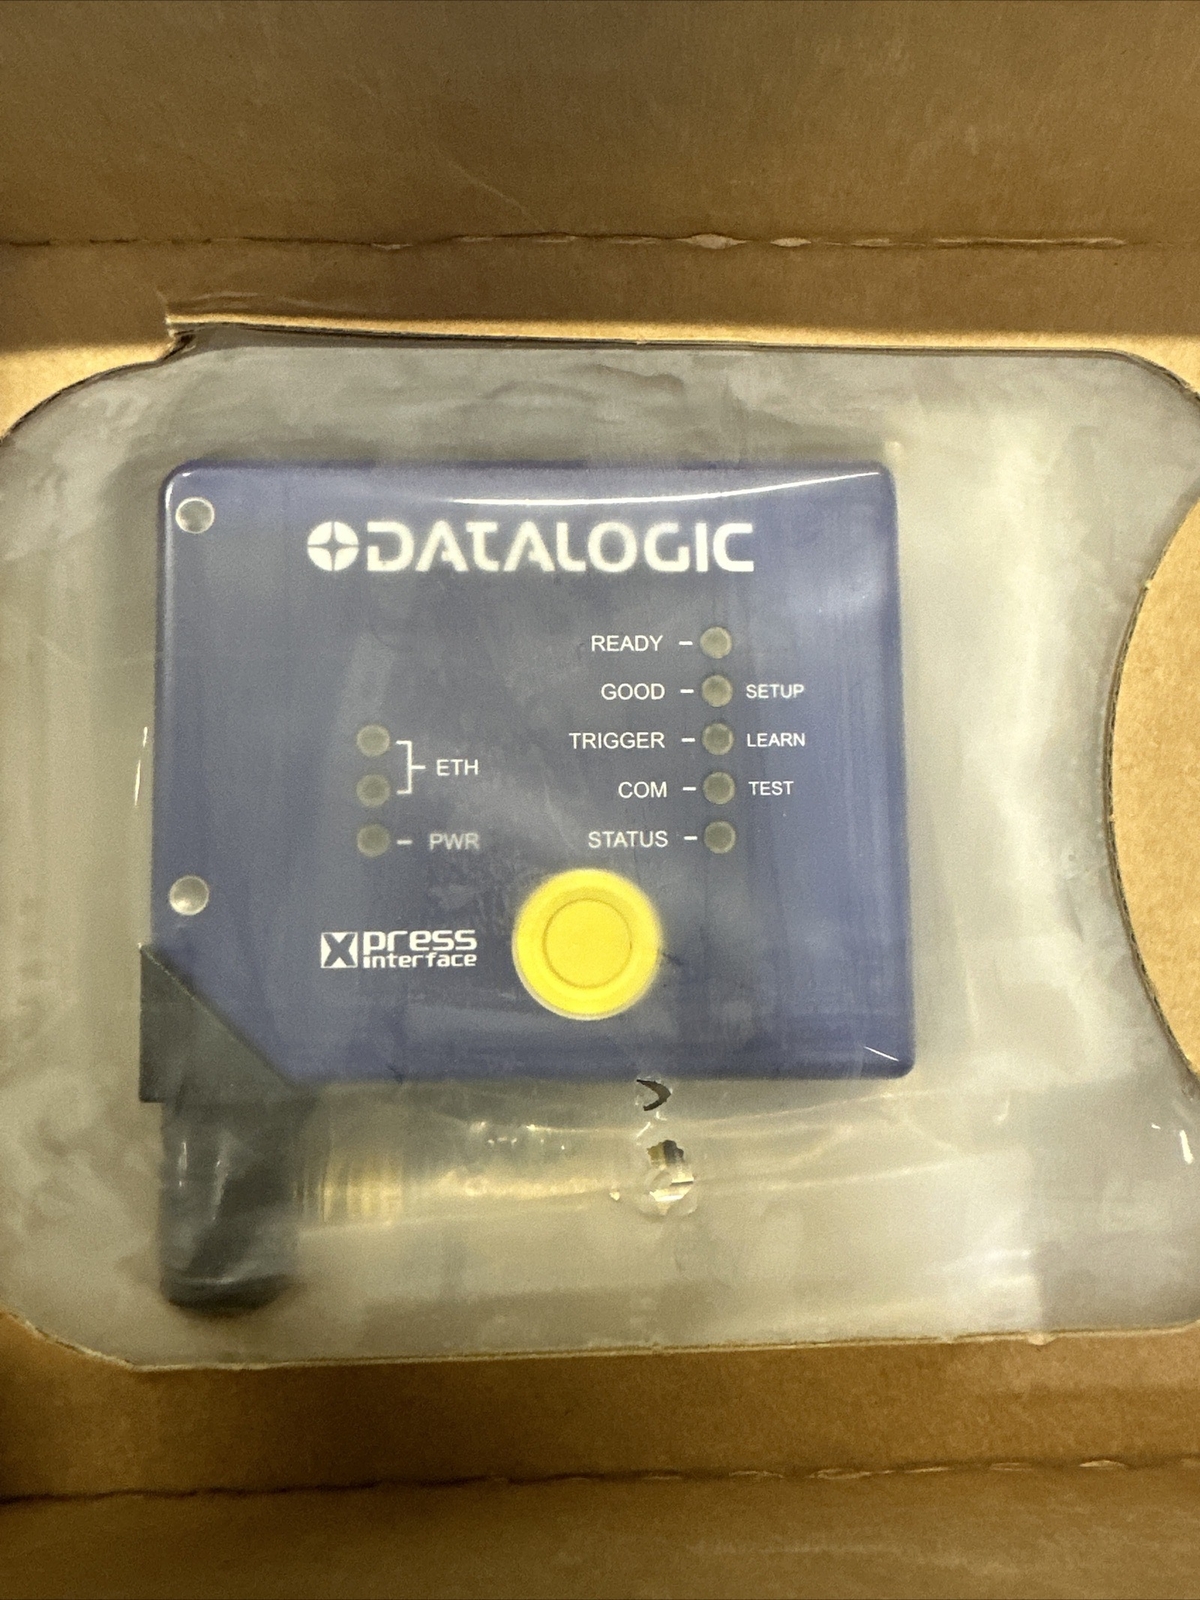 DATALOGIC
READY
GOOD SETUP
TRIGGER LEARN
ETH
COM TEST
PWR
STATUS
Xpress
interface